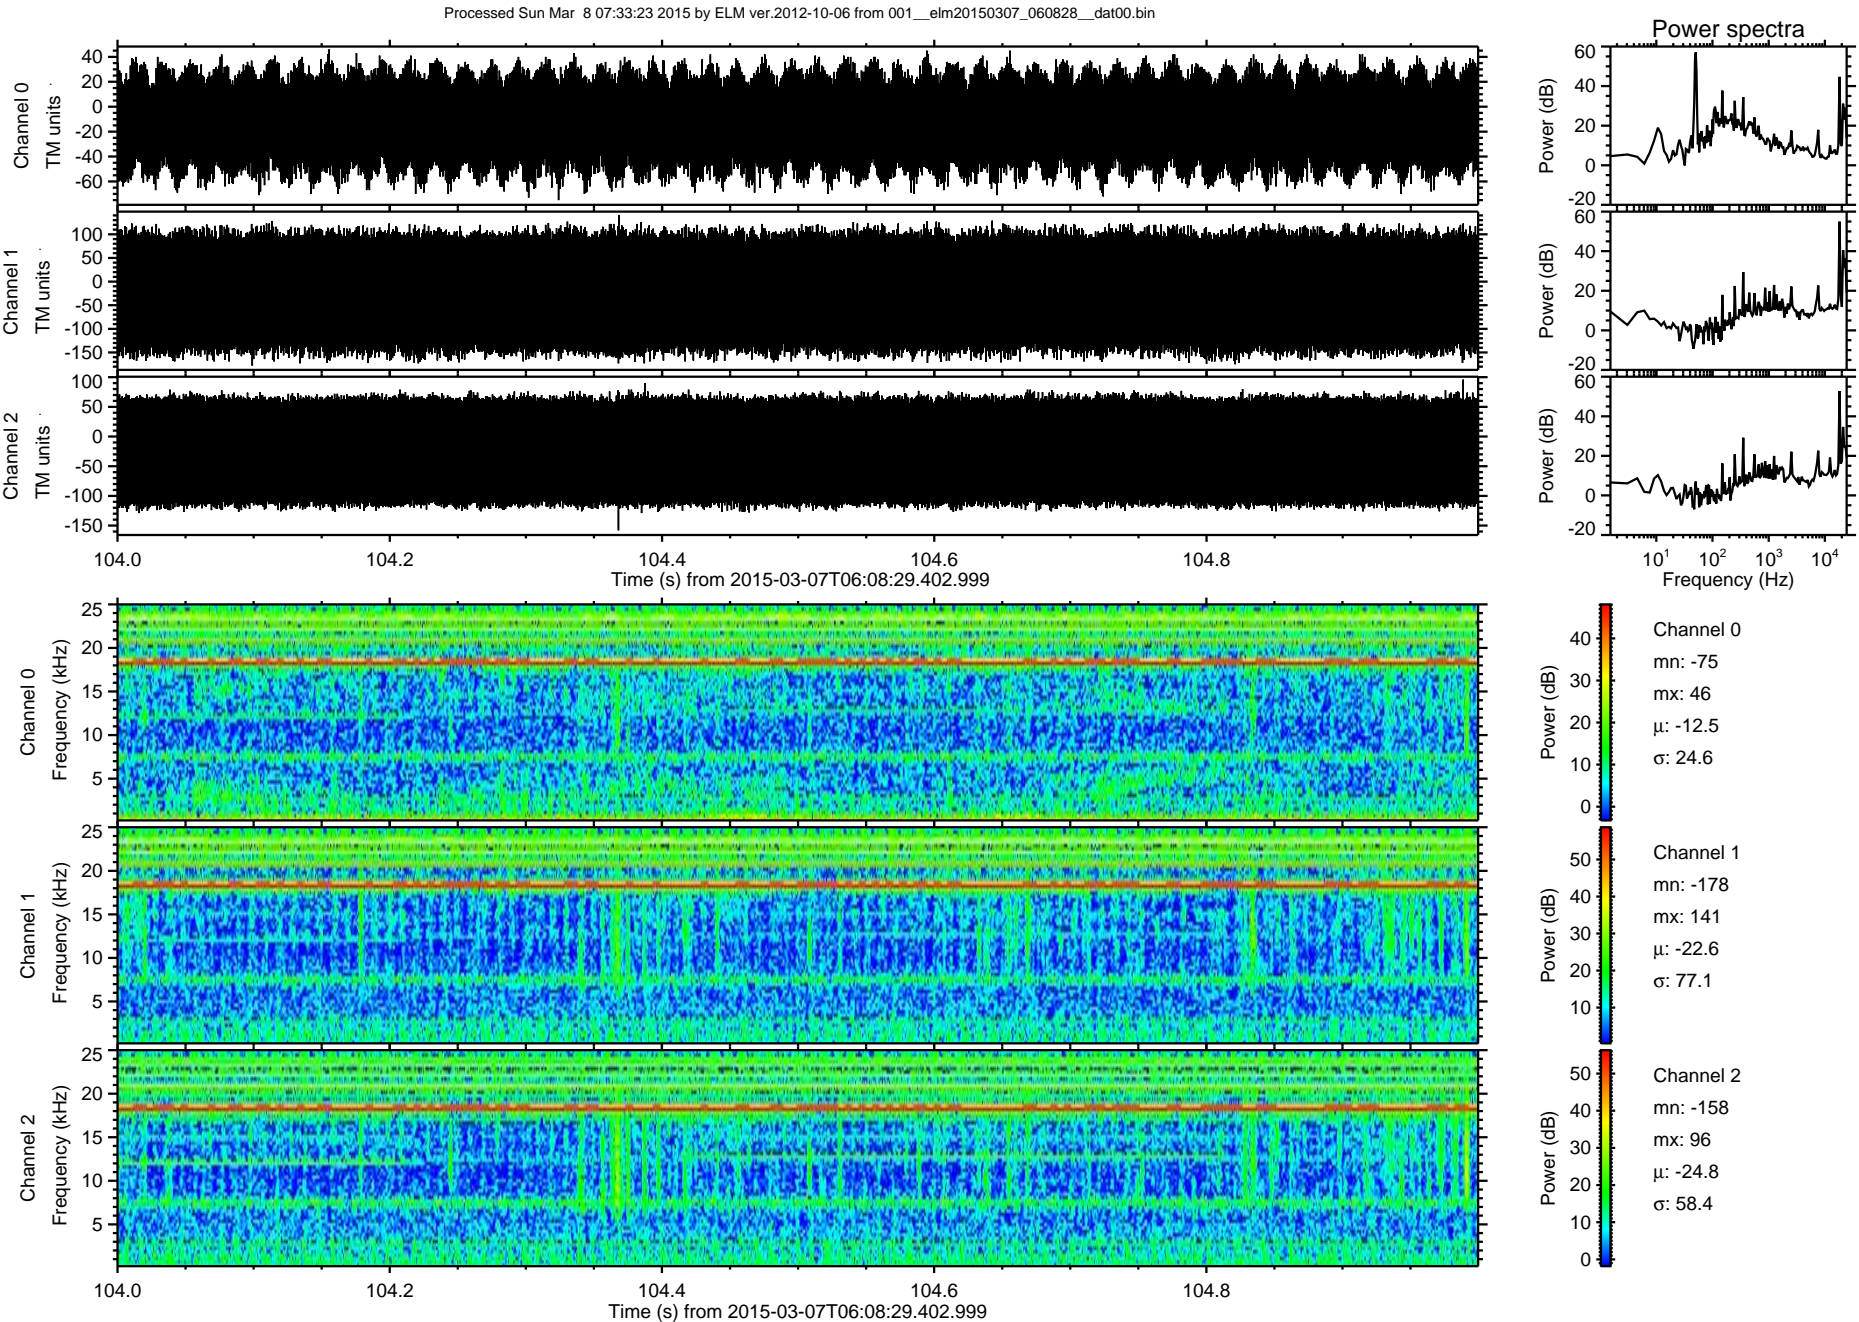 Processed Sun Mar  8 07:33:23 2015 by ELM ver.2012-10-06 from 001__elm20150307_060828__dat00.bin
Power spectra
Channel 0
TM units
40
20
0
-20
-40
-60
Power (dB)
60
40
20
0
-20
Channel 1
TM units
100
50
0
-50
-100
-150
Power (dB)
60
40
20
0
-20
Channel 2
TM units
100
50
0
-50
-100
-150
Power (dB)
60
40
20
0
-20
104.0 104.2 104.4 104.6 104.8
Time (s) from 2015-03-07T06:08:29.402.999
10¹ 10² 10³ 10⁴
Frequency (Hz)
Channel 0
Frequency (kHz)
25
20
15
10
5
Power (dB)
40
30
20
10
0
Channel 0
mn: -75
mx: 46
μ: -12.5
σ: 24.6
Channel 1
Frequency (kHz)
25
20
15
10
5
Power (dB)
50
40
30
20
10
Channel 1
mn: -178
mx: 141
μ: -22.6
σ: 77.1
Channel 2
Frequency (kHz)
25
20
15
10
5
Power (dB)
50
40
30
20
10
0
Channel 2
mn: -158
mx: 96
μ: -24.8
σ: 58.4
104.0 104.2 104.4 104.6 104.8
Time (s) from 2015-03-07T06:08:29.402.999